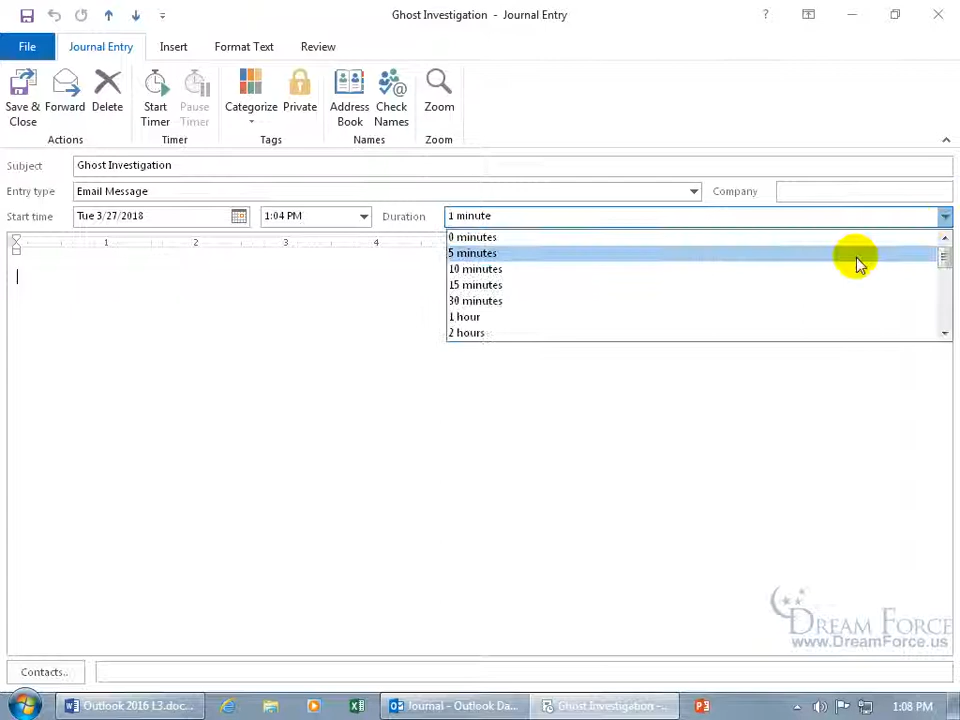 Ghost Investigation - Journal Entry
?
File
Journal Entry
Insert
Format Text
Review
Save & Close
Forward
Delete
Start Timer
Pause Timer
Categorize
Private
Address Book
Check Names
Zoom
Actions
Timer
Tags
Names
Zoom
Subject
Ghost Investigation
Entry type
Email Message
Company
Start time
Tue 3/27/2018
1:04 PM
Duration
1 minute
0 minutes
5 minutes
10 minutes
15 minutes
30 minutes
1 hour
2 hours
1 2 3 4
DREAM FORCE
www.DreamForce.us
Contacts..
Outlook 2016 L3.doc...
Journal - Outlook Da...
Ghost Investigation -...
1:08 PM